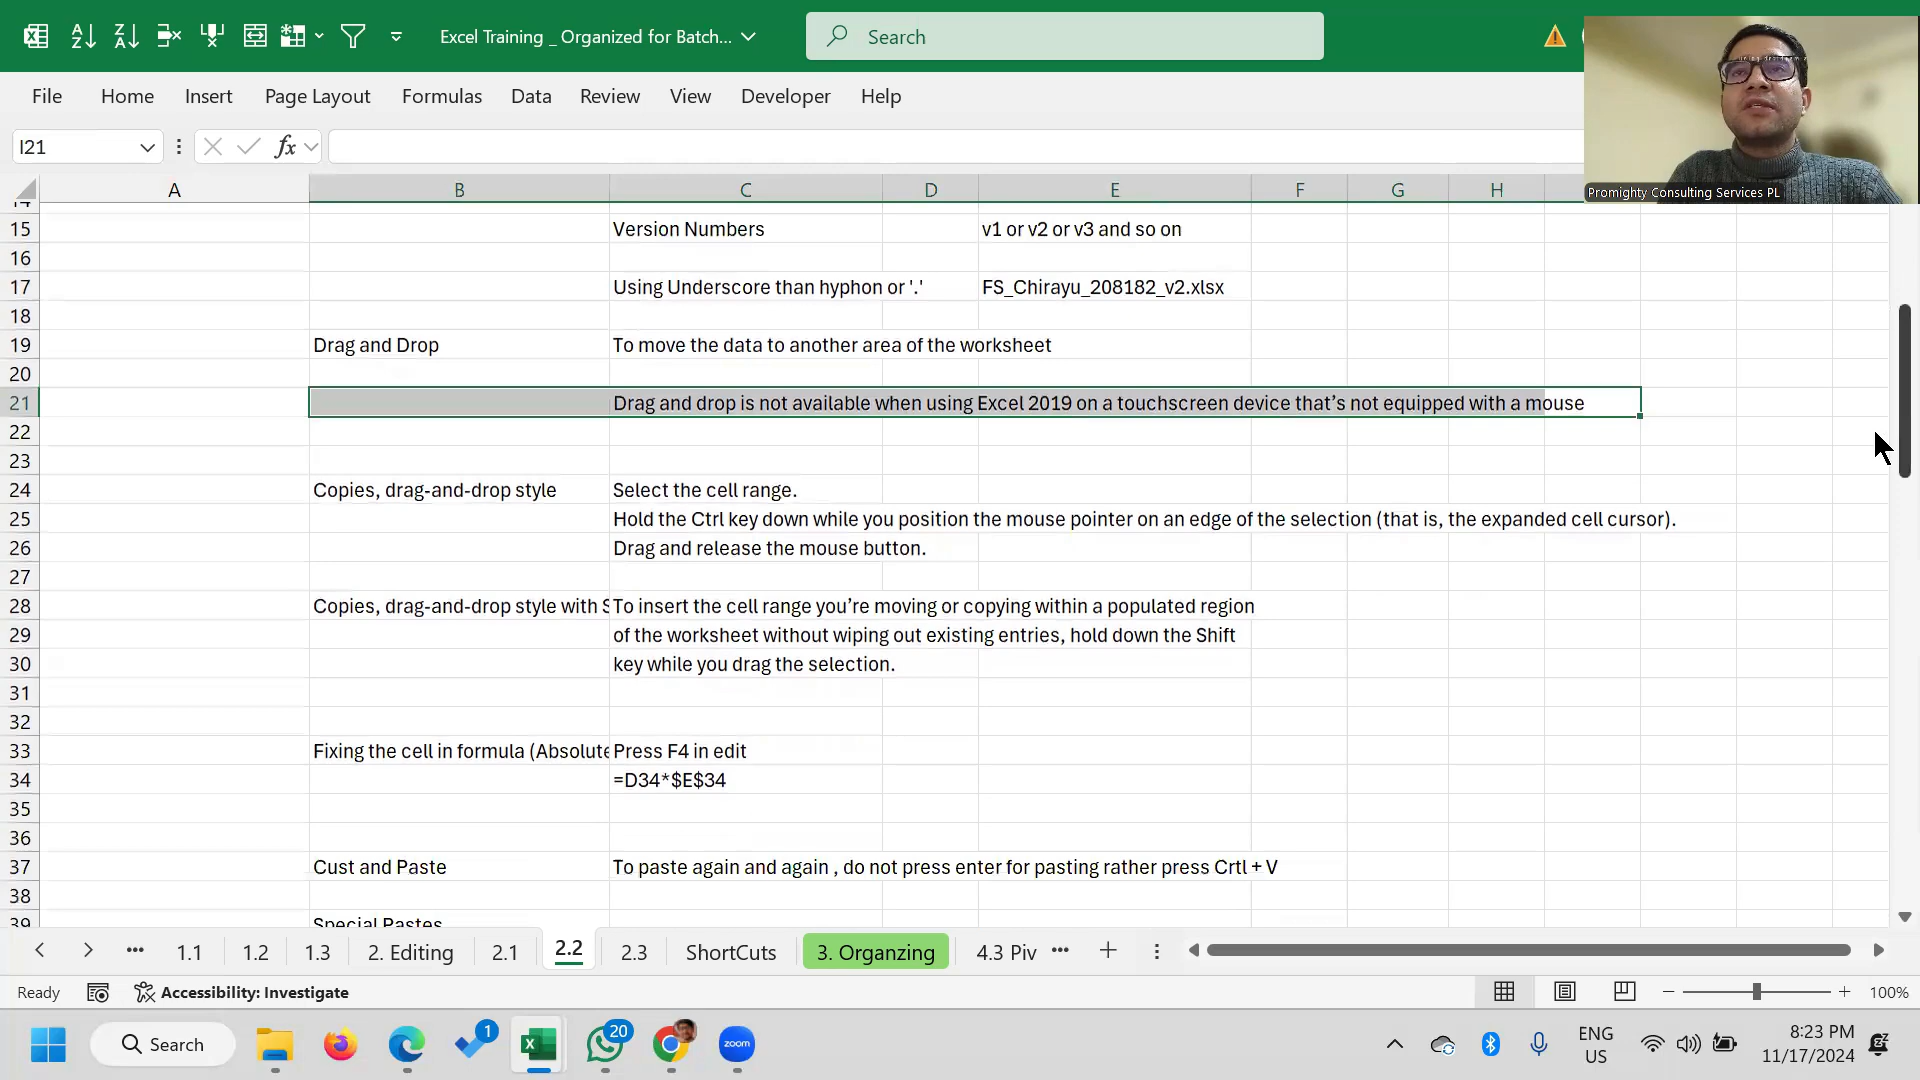 Excel Training _ Organized for Batch...
Search
File Home Insert Page Layout Formulas Data Review View Developer Help
Promighty Consulting Services PL
I21 fx
A B C D E F G H
15 Version Numbers v1 or v2 or v3 and so on
16
17 Using Underscore than hyphon or '.' FS_Chirayu_208182_v2.xlsx
18
19 Drag and Drop To move the data to another area of the worksheet
20
21 Drag and drop is not available when using Excel 2019 on a touchscreen device that’s not equipped with a mouse
22
23
24 Copies, drag-and-drop style Select the cell range.
25 Hold the Ctrl key down while you position the mouse pointer on an edge of the selection (that is, the expanded cell cursor).
26 Drag and release the mouse button.
27
28 Copies, drag-and-drop style with S To insert the cell range you’re moving or copying within a populated region
29 of the worksheet without wiping out existing entries, hold down the Shift
30 key while you drag the selection.
31
32
33 Fixing the cell in formula (Absolute Press F4 in edit
34 =D34*$E$34
35
36
37 Cust and Paste To paste again and again , do not press enter for pasting rather press Crtl + V
38
39 Special Pastes
... 1.1 1.2 1.3 2. Editing 2.1 2.2 2.3 ShortCuts 3. Organzing 4.3 Piv ...
Ready Accessibility: Investigate 100%
Search 1 20 zoom ENG US 8:23 PM 11/17/2024